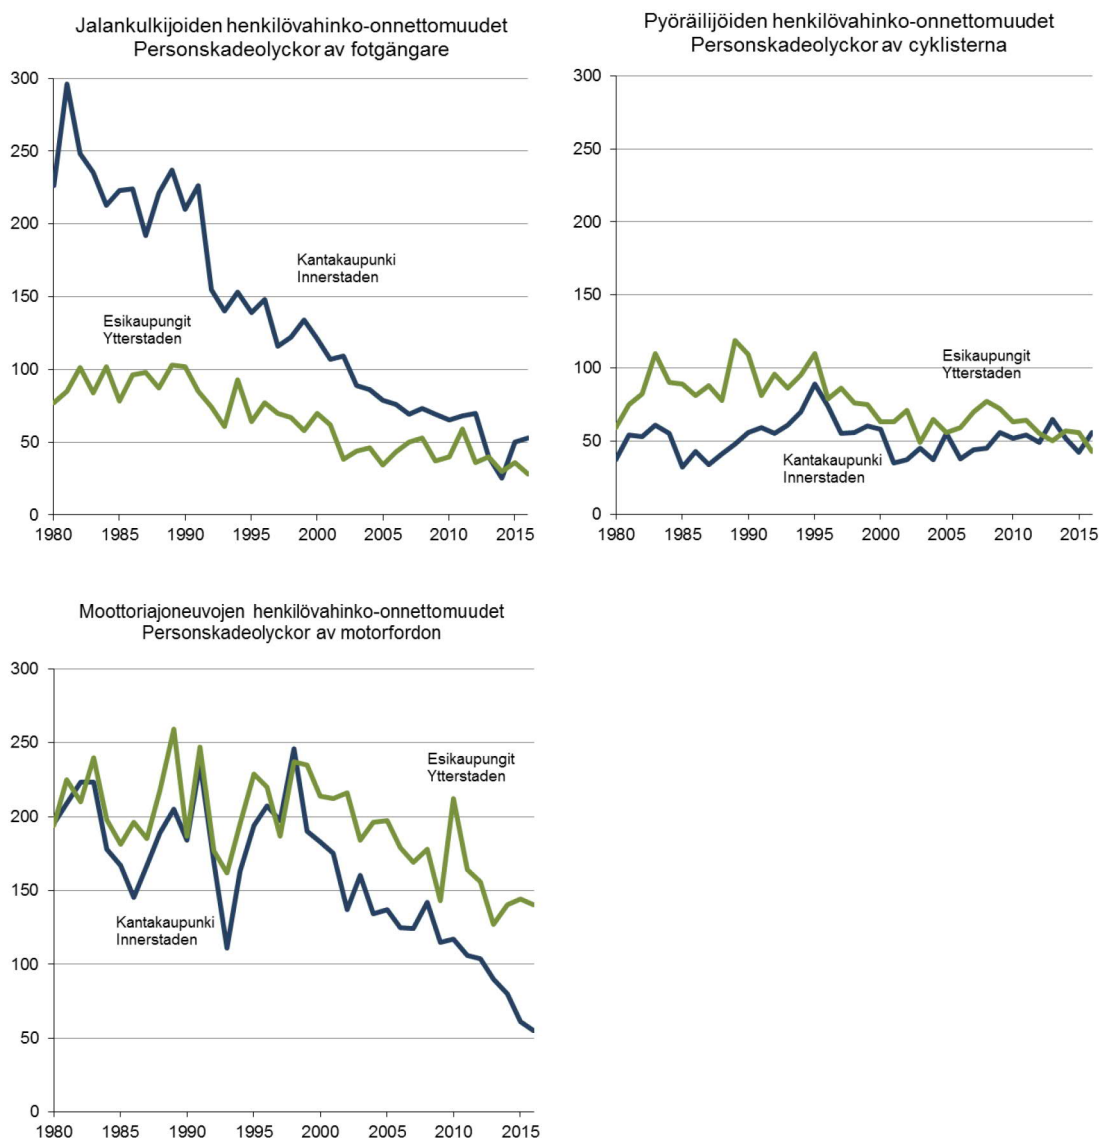 Jalankulkijoiden henkilövahinko-onnettomuudet
Personskadeolyckor av fotgängare
300
250
200
150
100
50
0
Kantakaupunki
Innerstaden
Esikaupungit
Ytterstaden
1980 1985 1990 1995 2000 2005 2010 2015
Pyöräilijöiden henkilövahinko-onnettomuudet
Personskadeolyckor av cyklisterna
300
250
200
150
100
50
0
Esikaupungit
Ytterstaden
Kantakaupunki
Innerstaden
1980 1985 1990 1995 2000 2005 2010 2015
Moottoriajoneuvojen henkilövahinko-onnettomuudet
Personskadeolyckor av motorfordon
300
250
200
150
100
50
0
Esikaupungit
Ytterstaden
Kantakaupunki
Innerstaden
1980 1985 1990 1995 2000 2005 2010 2015